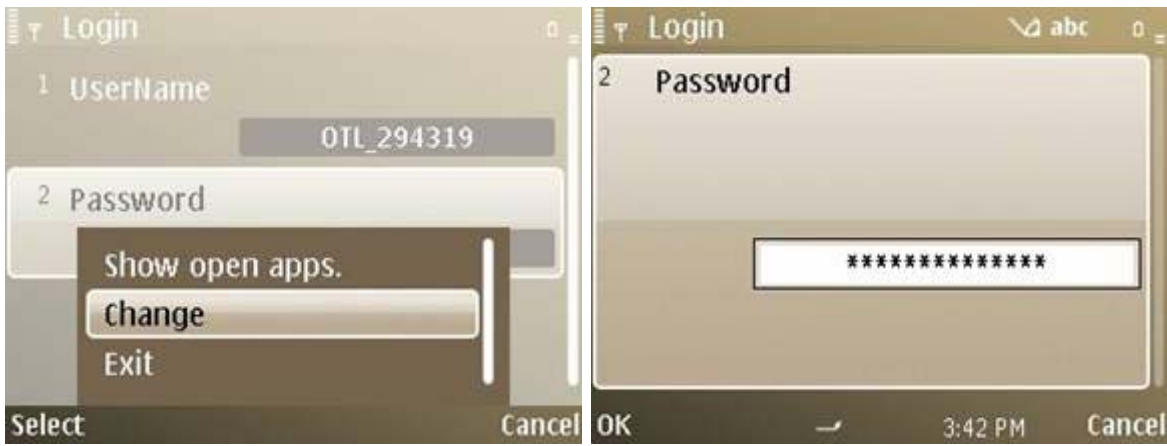 Login
1 UserName
OTL_294319
2 Password
Show open apps.
Change
Exit
Select Cancel
Login abc
2 Password
**************
OK 3:42 PM Cancel